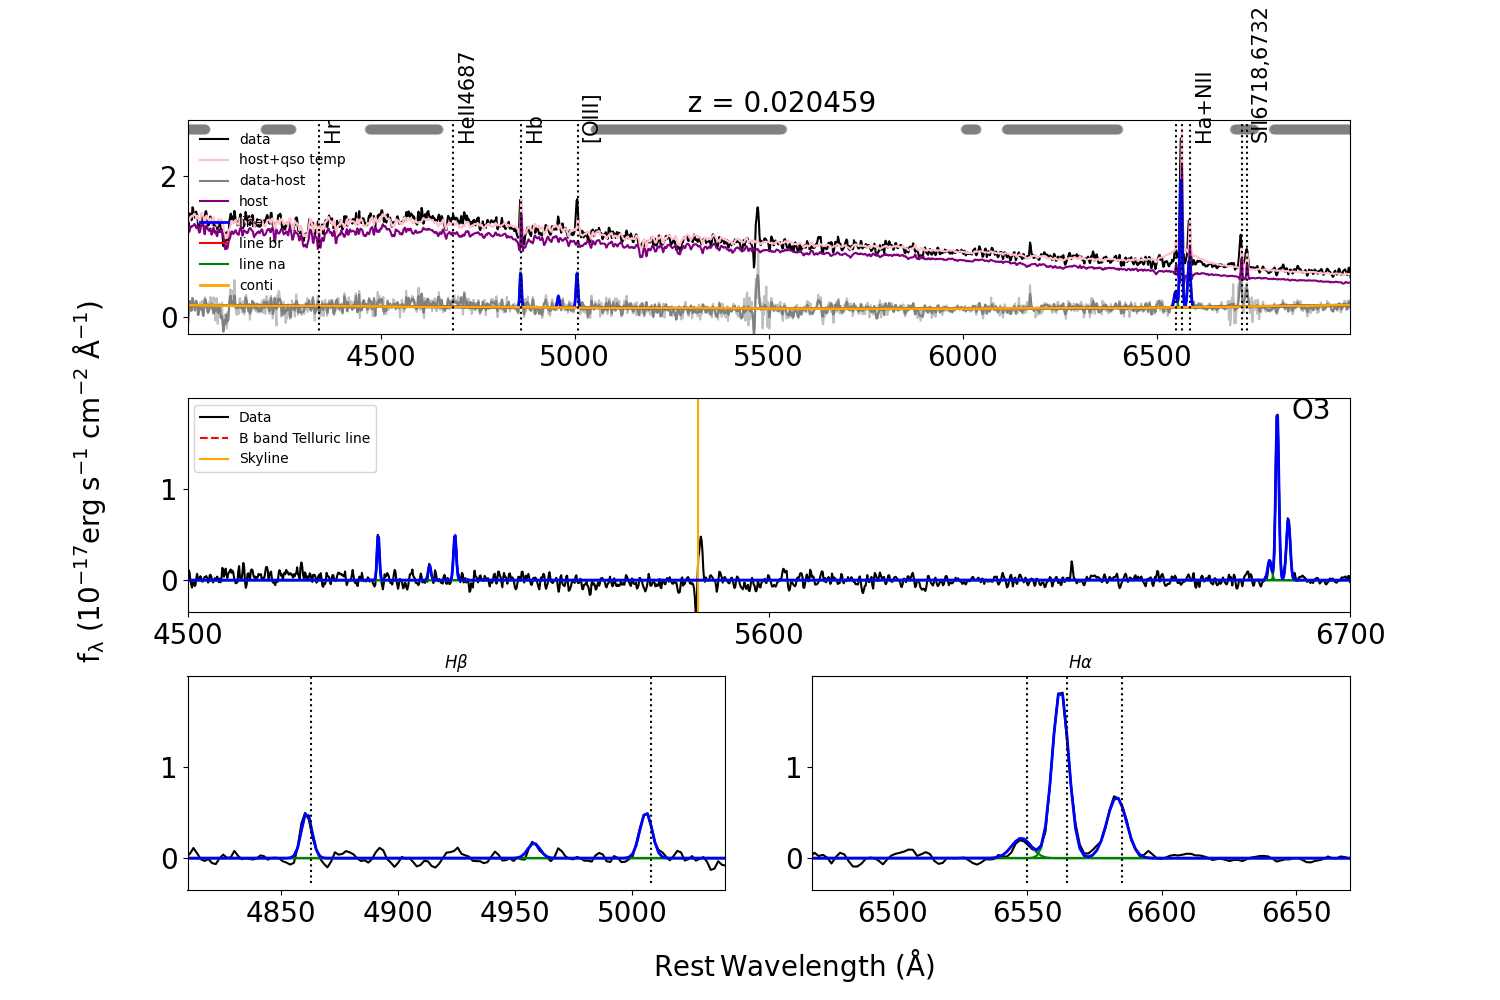 z = 0.020459
Hr
HeII4687
Hb
[OIII]
Ha+NII
SII6718,6732
data
host+qso temp
data-host
host
line br
line na
conti
2
0
4500
5000
5500
6000
6500
O3
Data
B band Telluric line
Skyline
1
0
4500
5600
6700
fλ (10⁻¹⁷erg s⁻¹ cm⁻² Å⁻¹)
Hβ
1
0
4850
4900
4950
5000
Hα
1
0
6500
6550
6600
6650
Rest Wavelength (Å)